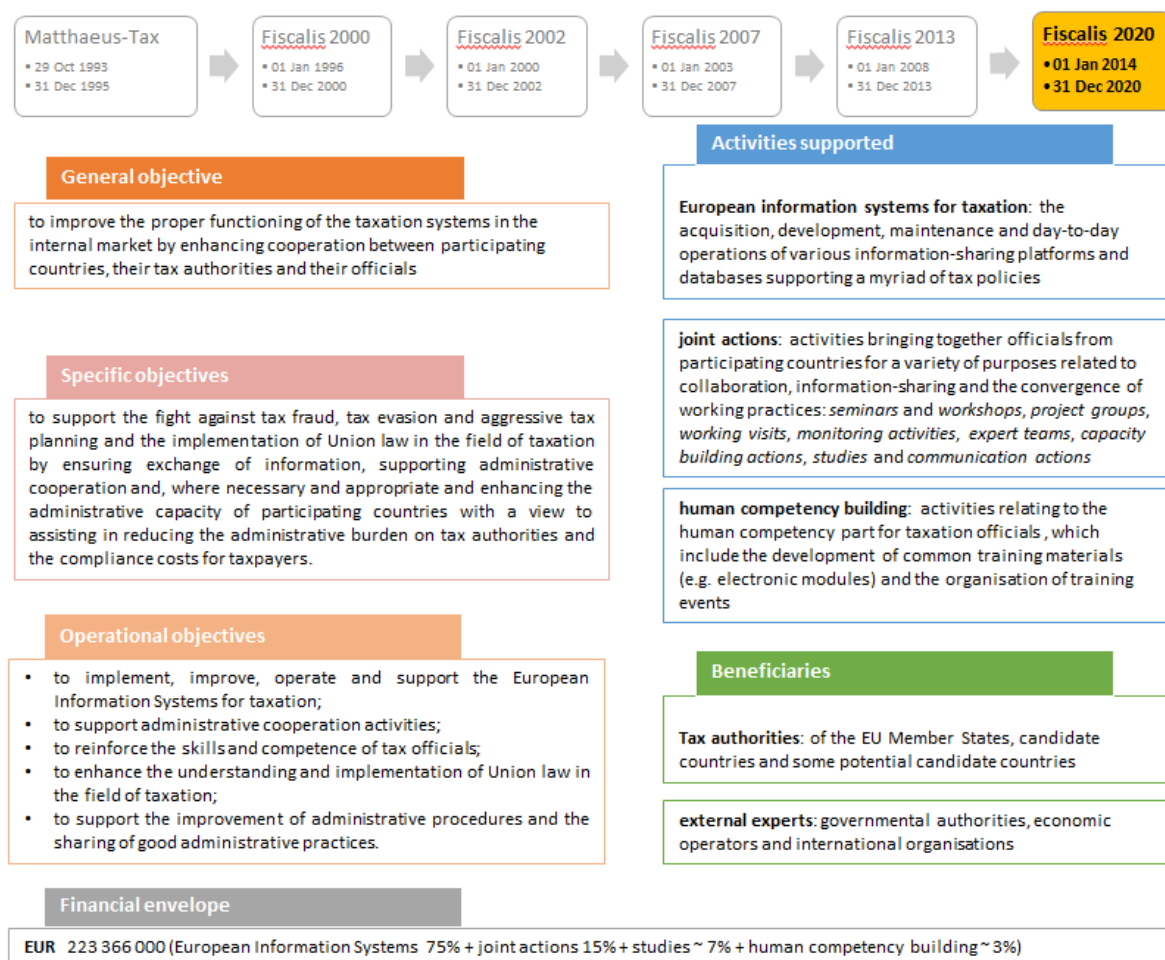 Matthaeus-Tax
▪ 29 Oct 1993
▪ 31 Dec 1995
Fiscalis 2000
▪ 01 Jan 1996
▪ 31 Dec 2000
Fiscalis 2002
▪ 01 Jan 2000
▪ 31 Dec 2002
Fiscalis 2007
▪ 01 Jan 2003
▪ 31 Dec 2007
Fiscalis 2013
▪ 01 Jan 2008
▪ 31 Dec 2013
Fiscalis 2020
• 01 Jan 2014
• 31 Dec 2020
General objective
to improve the proper functioning of the taxation systems in the
internal market by enhancing cooperation between participating
countries, their tax authorities and their officials
Specific objectives
to support the fight against tax fraud, tax evasion and aggressive tax
planning and the implementation of Union law in the field of taxation
by ensuring exchange of information, supporting administrative
cooperation and, where necessary and appropriate and enhancing the
administrative capacity of participating countries with a view to
assisting in reducing the administrative burden on tax authorities and
the compliance costs for taxpayers.
Operational objectives
• to implement, improve, operate and support the European
Information Systems for taxation;
• to support administrative cooperation activities;
• to reinforce the skills and competence of tax officials;
• to enhance the understanding and implementation of Union law in
the field of taxation;
• to support the improvement of administrative procedures and the
sharing of good administrative practices.
Activities supported
European information systems for taxation: the
acquisition, development, maintenance and day-to-day
operations of various information-sharing platforms and
databases supporting a myriad of tax policies
joint actions: activities bringing together officials from
participating countries for a variety of purposes related to
collaboration, information-sharing and the convergence of
working practices: seminars and workshops, project groups,
working visits, monitoring activities, expert teams, capacity
building actions, studies and communication actions
human competency building: activities relating to the
human competency part for taxation officials , which
include the development of common training materials
(e.g. electronic modules) and the organisation of training
events
Beneficiaries
Tax authorities: of the EU Member States, candidate
countries and some potential candidate countries
external experts: governmental authorities, economic
operators and international organisations
Financial envelope
EUR 223 366 000 (European Information Systems 75% + joint actions 15% + studies ~ 7% + human competency building ~ 3%)